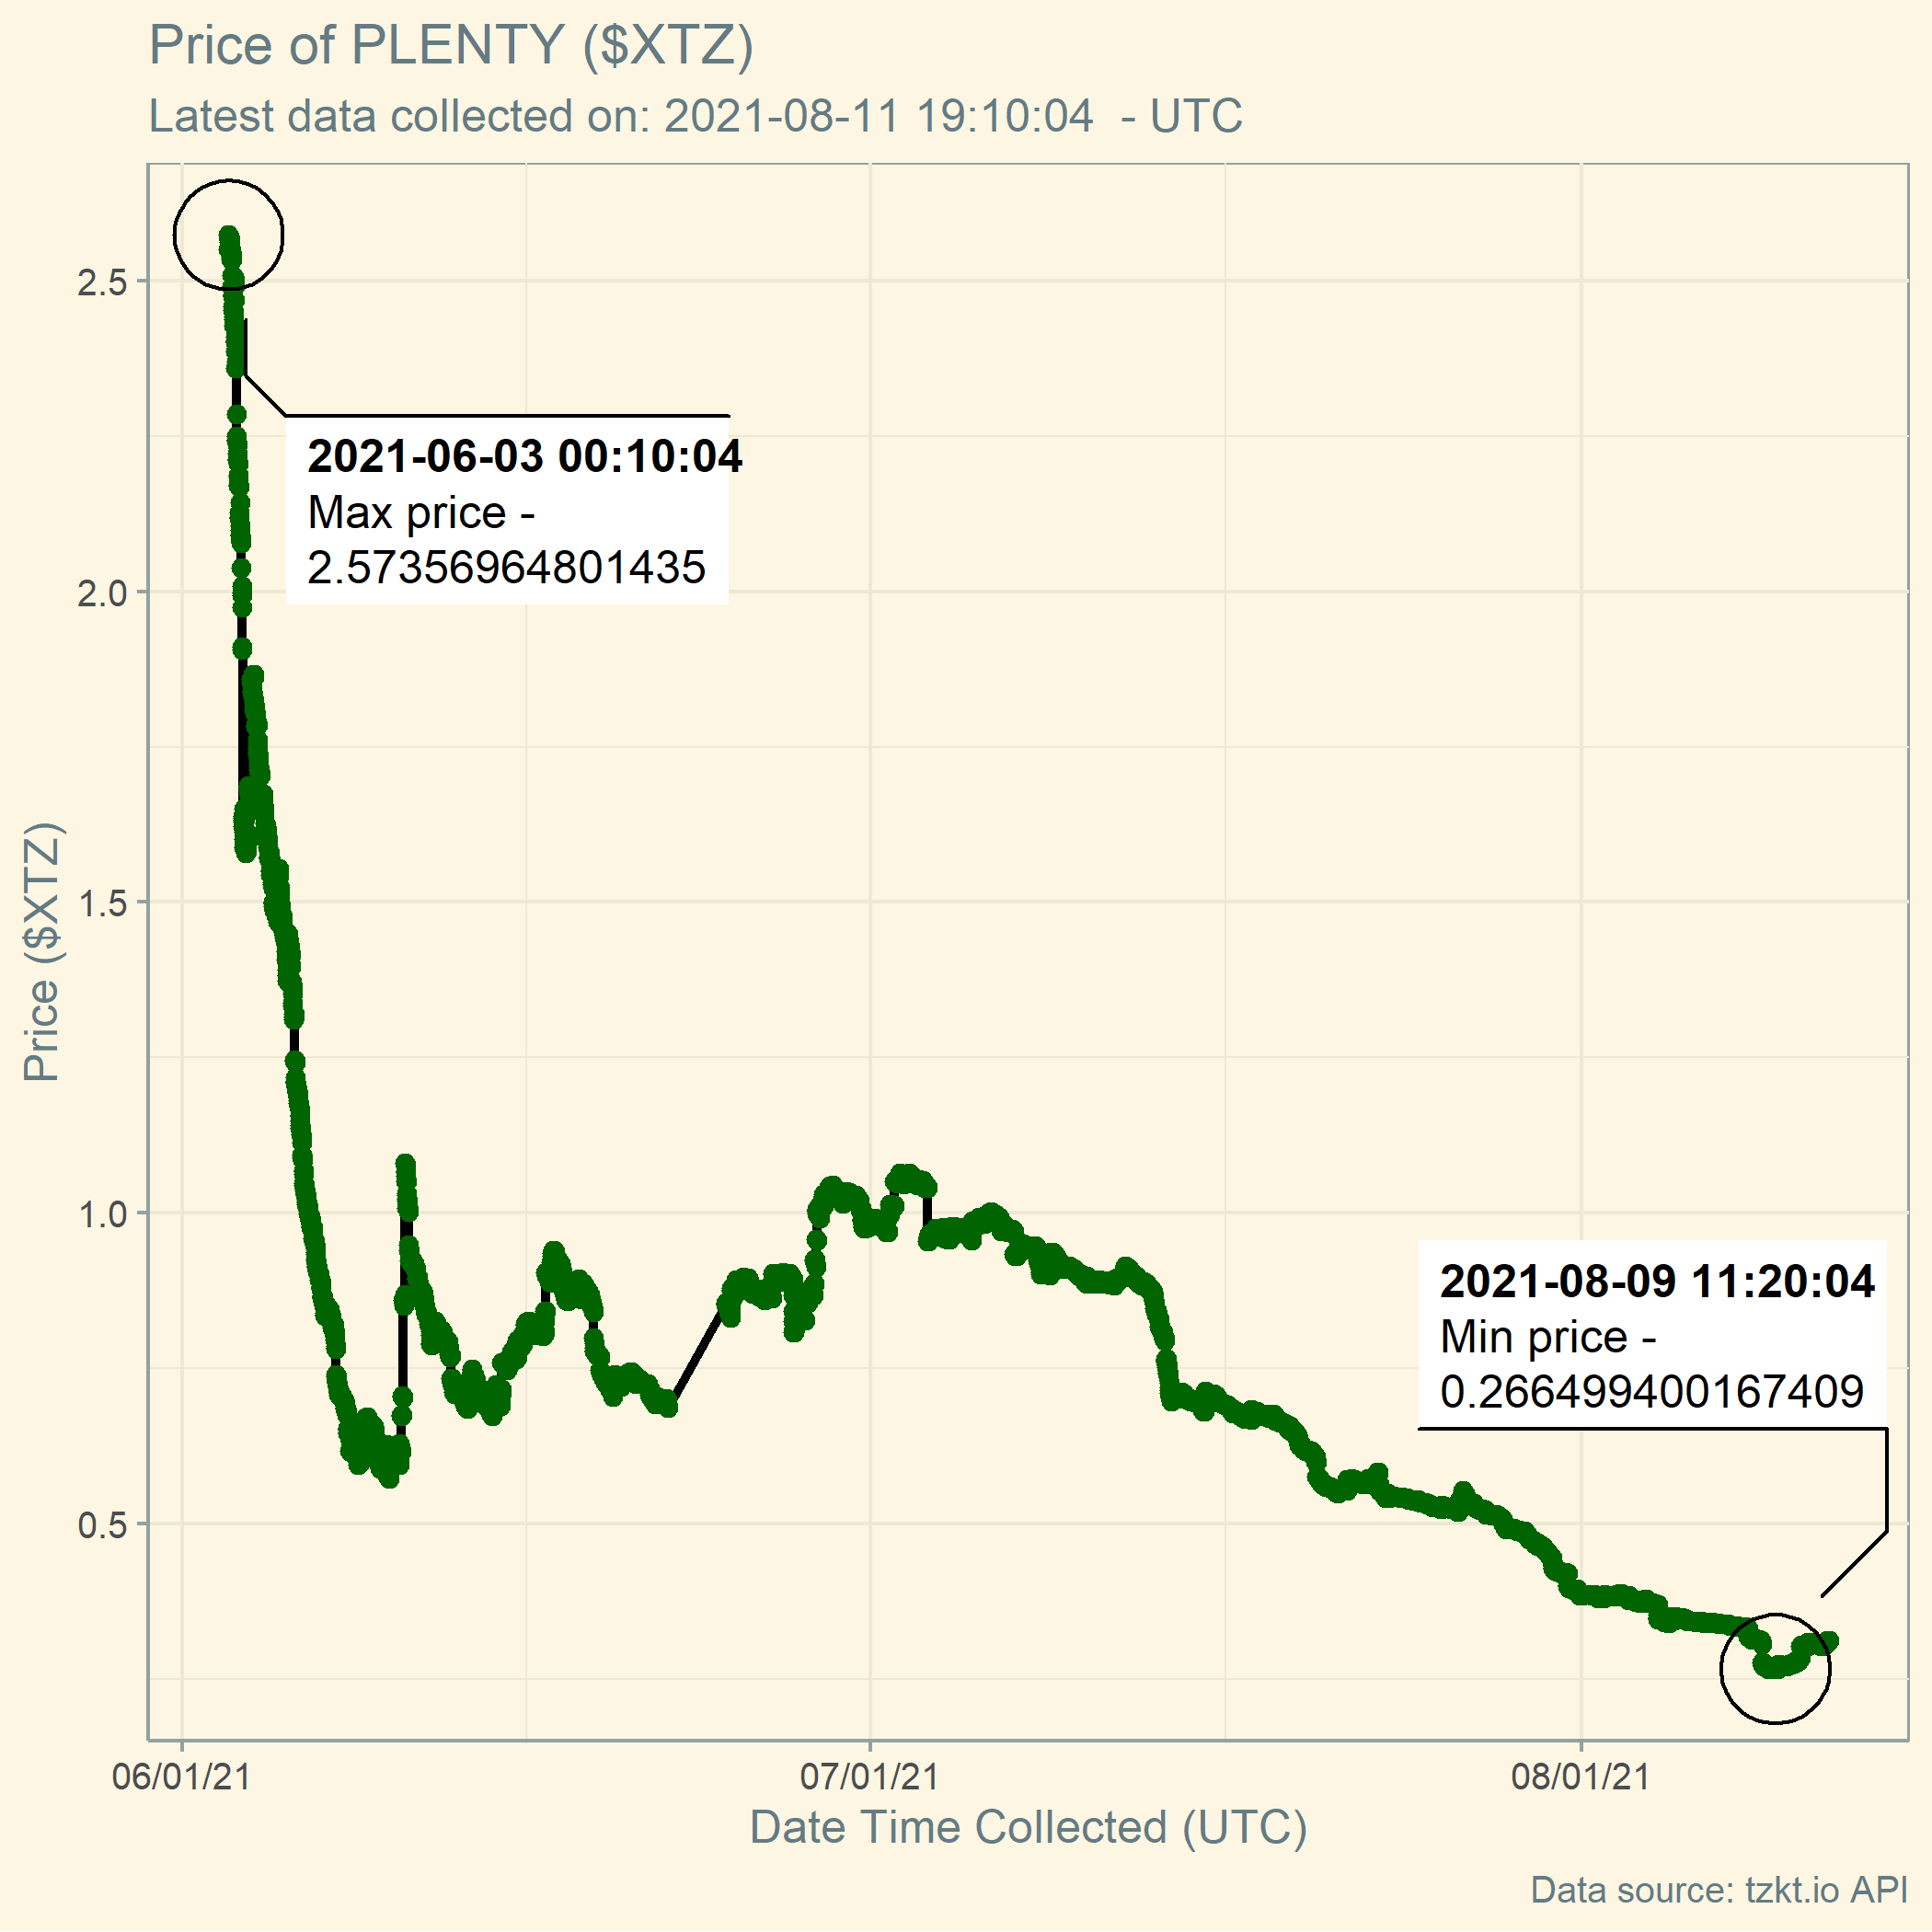 Price of PLENTY ($XTZ)
Latest data collected on: 2021-08-11 19:10:04  - UTC
2.5
2.0
1.5
1.0
0.5
Price ($XTZ)
2021-06-03 00:10:04
Max price -
2.57356964801435
2021-08-09 11:20:04
Min price -
0.266499400167409
06/01/21
07/01/21
08/01/21
Date Time Collected (UTC)
Data source: tzkt.io API